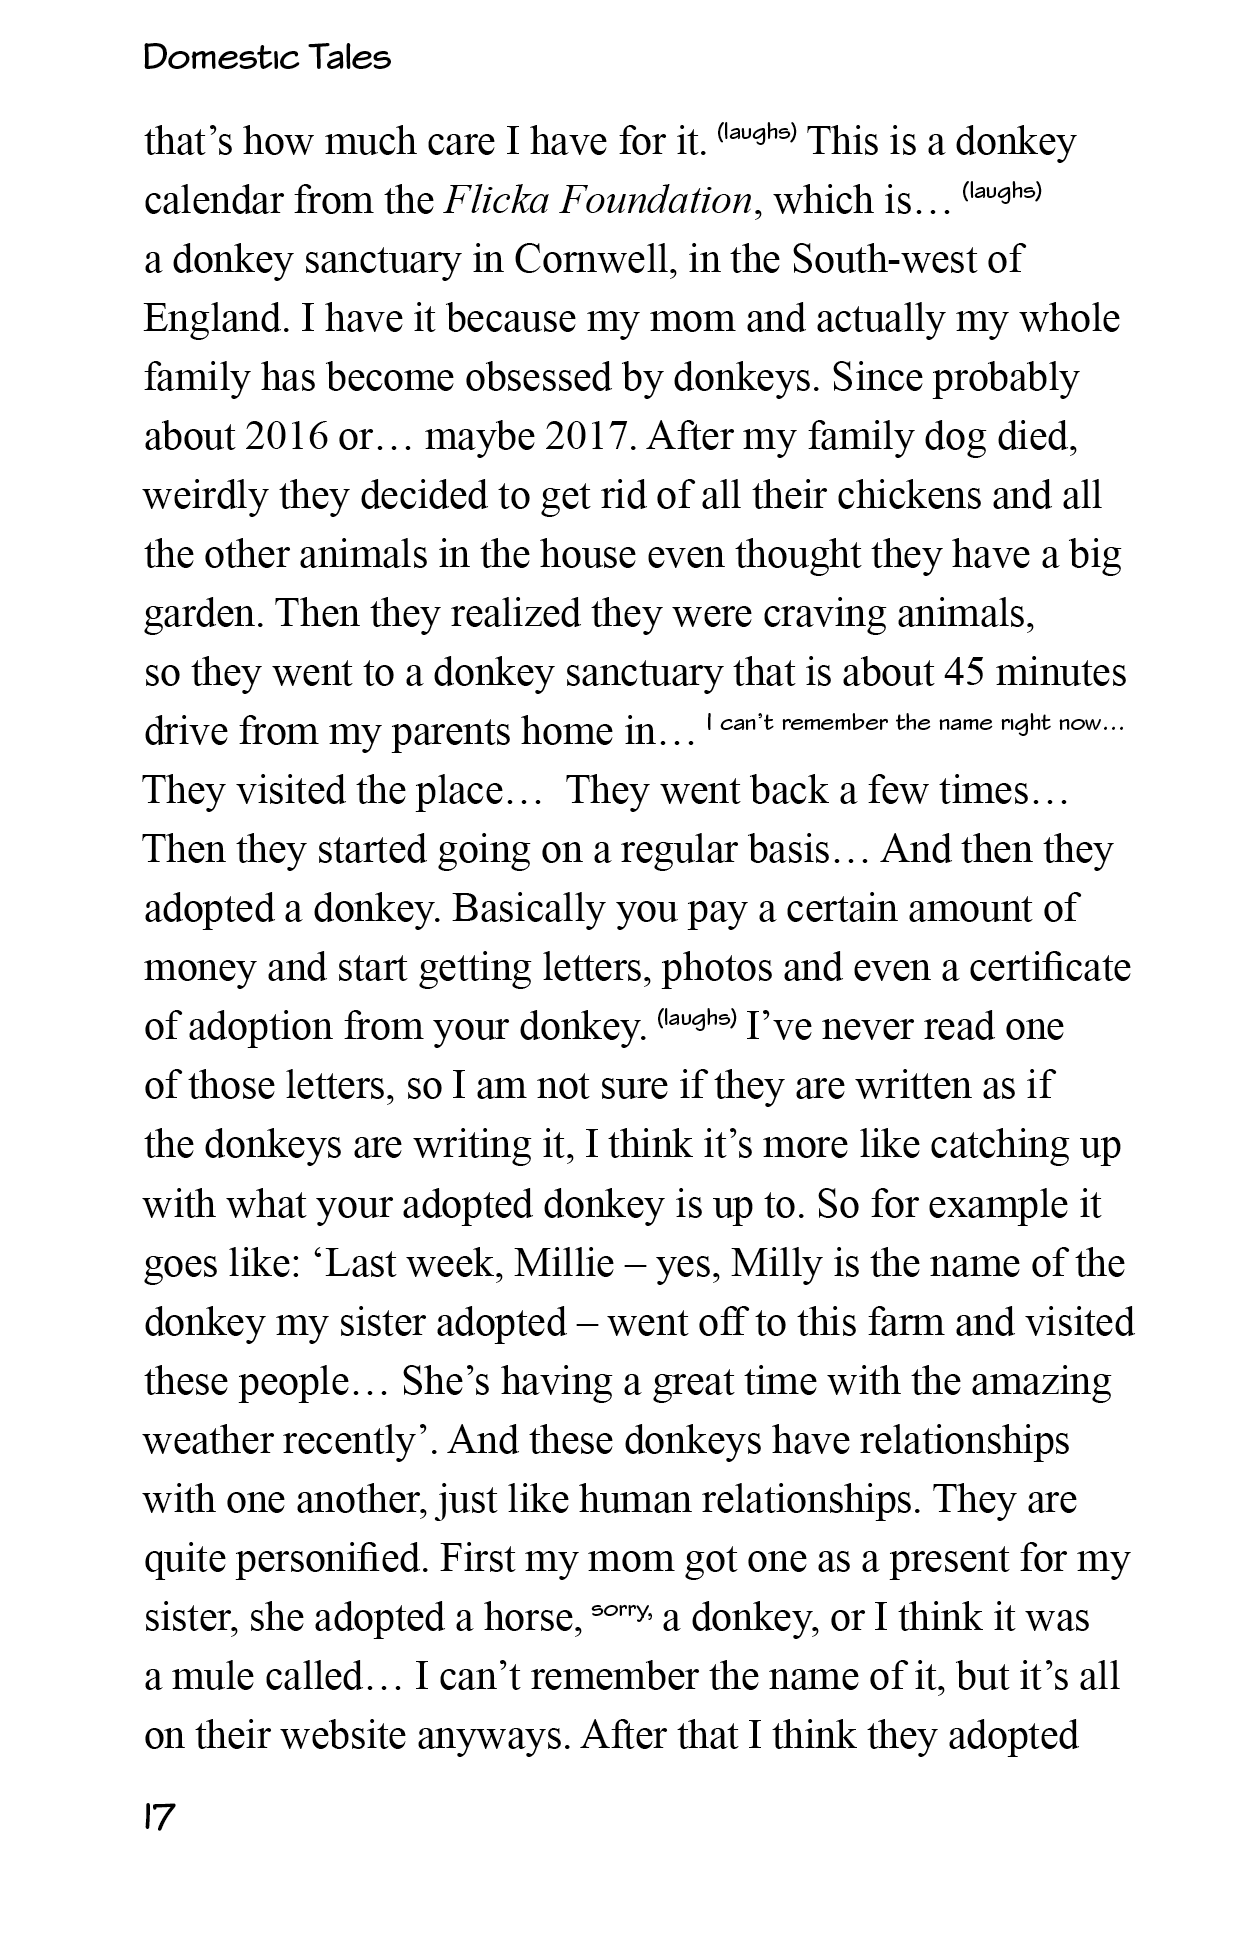 Domestic Tales
that’s how much care I have for it. (laughs) This is a donkey
calendar from the Flicka Foundation, which is… (laughs)
a donkey sanctuary in Cornwell, in the South-west of
England. I have it because my mom and actually my whole
family has become obsessed by donkeys. Since probably
about 2016 or… maybe 2017. After my family dog died,
weirdly they decided to get rid of all their chickens and all
the other animals in the house even thought they have a big
garden. Then they realized they were craving animals,
so they went to a donkey sanctuary that is about 45 minutes
drive from my parents home in… I can’t remember the name right now…
They visited the place…  They went back a few times…
Then they started going on a regular basis… And then they
adopted a donkey. Basically you pay a certain amount of
money and start getting letters, photos and even a certificate
of adoption from your donkey. (laughs) I’ve never read one
of those letters, so I am not sure if they are written as if
the donkeys are writing it, I think it’s more like catching up
with what your adopted donkey is up to. So for example it
goes like: ‘Last week, Millie – yes, Milly is the name of the
donkey my sister adopted – went off to this farm and visited
these people… She’s having a great time with the amazing
weather recently’. And these donkeys have relationships
with one another, just like human relationships. They are
quite personified. First my mom got one as a present for my
sister, she adopted a horse, sorry, a donkey, or I think it was
a mule called… I can’t remember the name of it, but it’s all
on their website anyways. After that I think they adopted
17